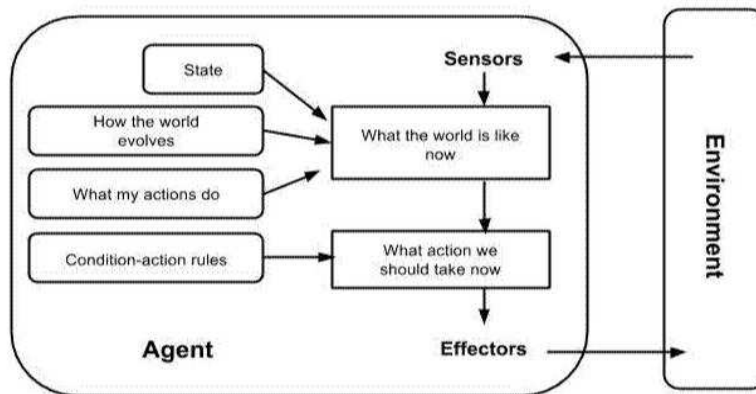 State
Sensors
How the world
evolves
What the world is like
now
What my actions do
Condition-action rules
What action we
should take now
Agent
Effectors
Environment